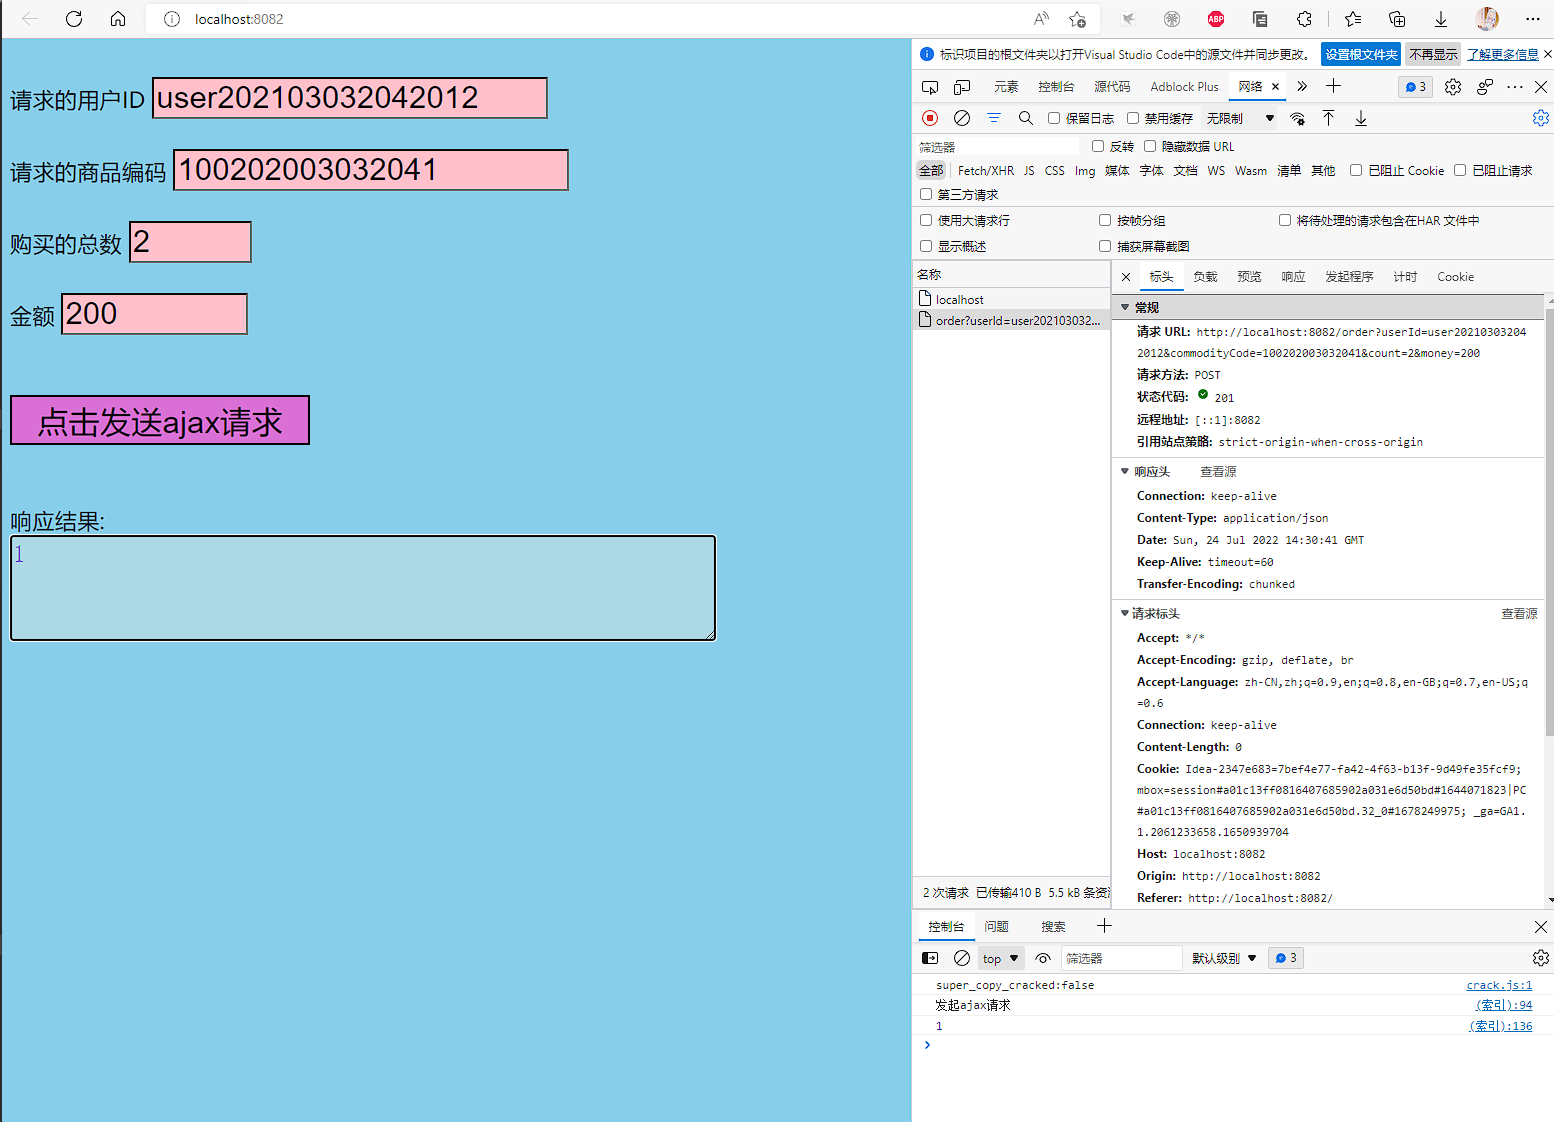 localhost:8082
请求的用户ID user202103032042012
请求的商品编码 100202003032041
购买的总数 2
金额 200
点击发送ajax请求
响应结果:
1
标识项目的根文件夹以打开Visual Studio Code中的源文件并同步更改。 设置根文件夹 不再显示 了解更多信息
元素 控制台 源代码 Adblock Plus 网络 3
保留日志 禁用缓存 无限制
筛选器 反转 隐藏数据 URL
全部 Fetch/XHR JS CSS Img 媒体 字体 文档 WS Wasm 清单 其他 已阻止 Cookie 已阻止请求
第三方请求
使用大请求行 按帧分组 将待处理的请求包含在HAR 文件中
显示概述 捕获屏幕截图
名称
localhost
order?userId=user202103032...
2 次请求 已传输410 B 5.5 kB 条资
标头 负载 预览 响应 发起程序 计时 Cookie
常规
请求 URL: http://localhost:8082/order?userId=user20210303204
2012&commodityCode=100202003032041&count=2&money=200
请求方法: POST
状态代码: 201
远程地址: [::1]:8082
引用站点策略: strict-origin-when-cross-origin
响应头 查看源
Connection: keep-alive
Content-Type: application/json
Date: Sun, 24 Jul 2022 14:30:41 GMT
Keep-Alive: timeout=60
Transfer-Encoding: chunked
请求标头 查看源
Accept: */*
Accept-Encoding: gzip, deflate, br
Accept-Language: zh-CN,zh;q=0.9,en;q=0.8,en-GB;q=0.7,en-US;q
=0.6
Connection: keep-alive
Content-Length: 0
Cookie: Idea-2347e683=7bef4e77-fa42-4f63-b13f-9d49fe35fcf9;
mbox=session#a01c13ff0816407685902a031e6d50bd#1644071823|PC
#a01c13ff0816407685902a031e6d50bd.32_0#1678249975; _ga=GA1.
1.2061233658.1650939704
Host: localhost:8082
Origin: http://localhost:8082
Referer: http://localhost:8082/
控制台 问题 搜索
top 筛选器 默认级别 3
super_copy_cracked:false crack.js:1
发起ajax请求 (索引):94
1 (索引):136